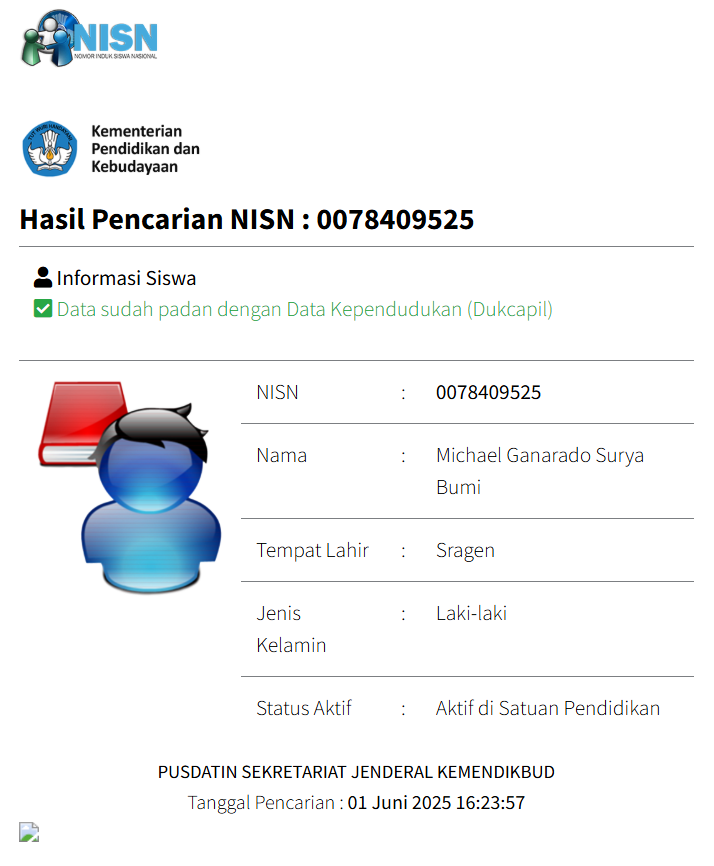 NISN
NOMOR INDUK SISWA NASIONAL
TUT WURI HANDAYANI
Kementerian
Pendidikan dan
Kebudayaan
Hasil Pencarian NISN : 0078409525
Informasi Siswa
Data sudah padan dengan Data Kependudukan (Dukcapil)
NISN : 0078409525
Nama : Michael Ganarado Surya
Bumi
Tempat Lahir : Sragen
Jenis : Laki-laki
Kelamin
Status Aktif : Aktif di Satuan Pendidikan
PUSDATIN SEKRETARIAT JENDERAL KEMENDIKBUD
Tanggal Pencarian : 01 Juni 2025 16:23:57